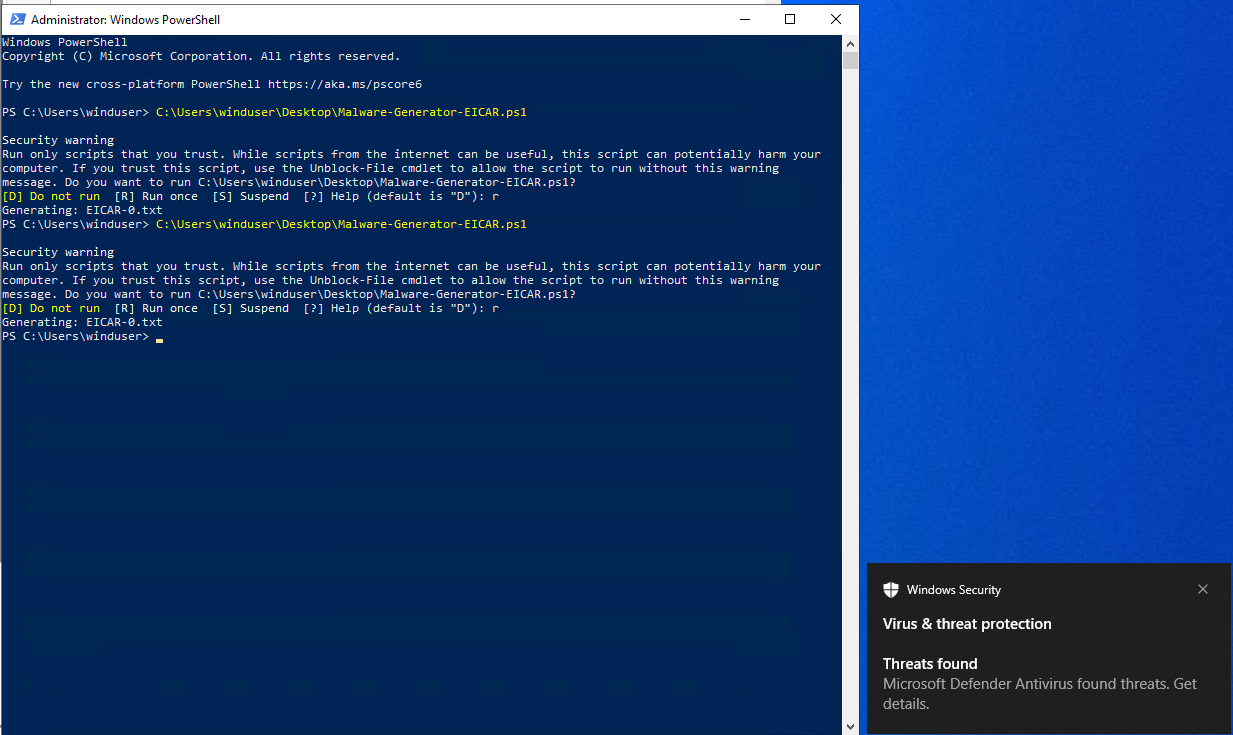 Administrator: Windows PowerShell
Windows PowerShell
Copyright (C) Microsoft Corporation. All rights reserved.
Try the new cross-platform PowerShell https://aka.ms/pscore6
PS C:\Users\winduser> C:\Users\winduser\Desktop\Malware-Generator-EICAR.ps1
Security warning
Run only scripts that you trust. While scripts from the internet can be useful, this script can potentially harm your
computer. If you trust this script, use the Unblock-File cmdlet to allow the script to run without this warning
message. Do you want to run C:\Users\winduser\Desktop\Malware-Generator-EICAR.ps1?
[D] Do not run  [R] Run once  [S] Suspend  [?] Help (default is "D"): r
Generating: EICAR-0.txt
PS C:\Users\winduser> C:\Users\winduser\Desktop\Malware-Generator-EICAR.ps1
Security warning
Run only scripts that you trust. While scripts from the internet can be useful, this script can potentially harm your
computer. If you trust this script, use the Unblock-File cmdlet to allow the script to run without this warning
message. Do you want to run C:\Users\winduser\Desktop\Malware-Generator-EICAR.ps1?
[D] Do not run  [R] Run once  [S] Suspend  [?] Help (default is "D"): r
Generating: EICAR-0.txt
PS C:\Users\winduser>
Windows Security
Virus & threat protection
Threats found
Microsoft Defender Antivirus found threats. Get
details.